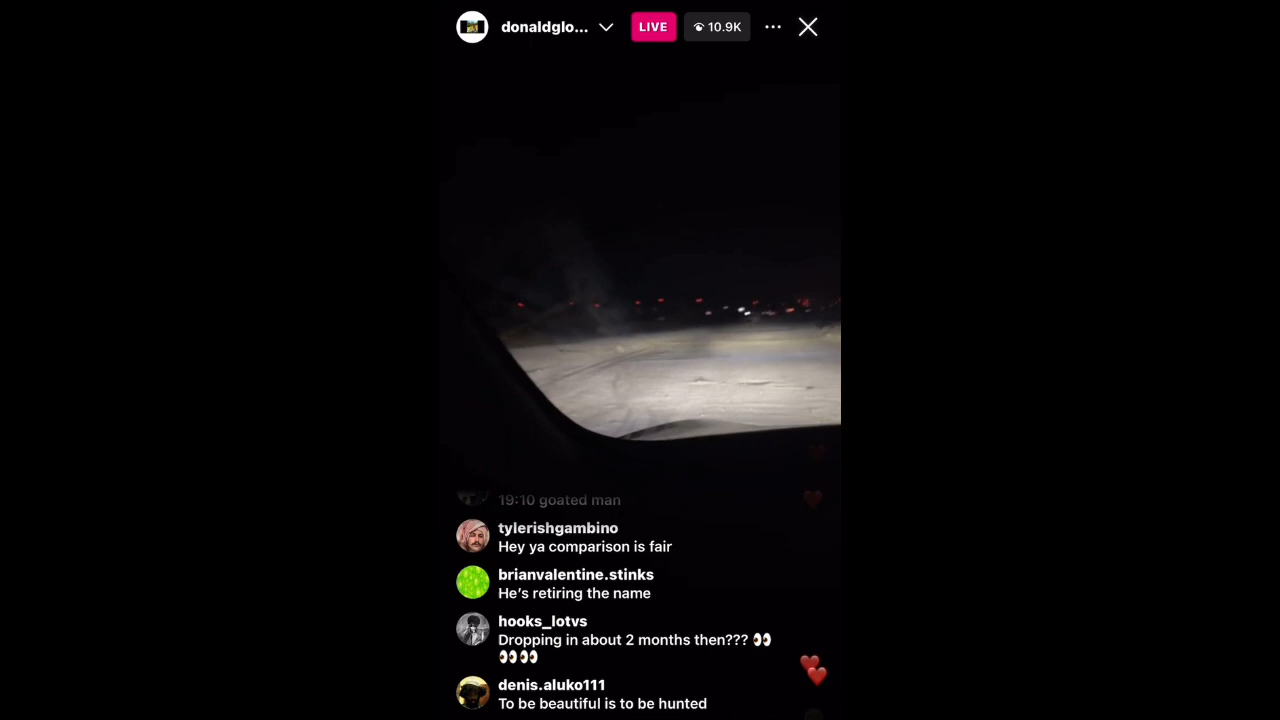 donaldglo... LIVE 10.9K
19:10 goated man
tylerishgambino
Hey ya comparison is fair
brianvalentine.stinks
He's retiring the name
hooks_lotvs
Dropping in about 2 months then??? 👀
👀👀
denis.aluko111
To be beautiful is to be hunted